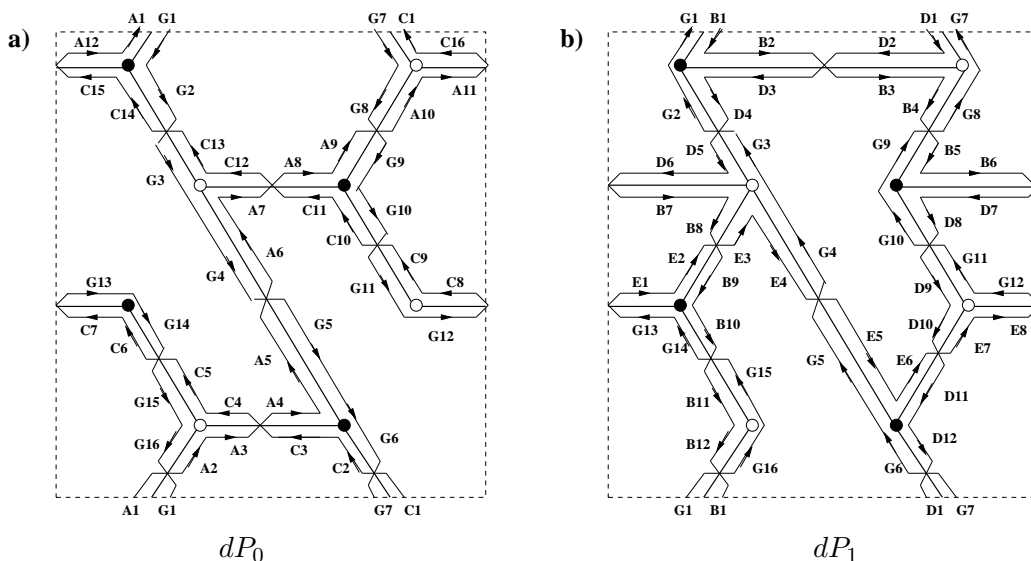 A1 G1 G7 C1
a) A12 C16
C15 G2 A11
C14 G8 A10
C13 A9
C12 A8 G9
G3
A7 C11 G10
C10
A6 C9
G4 G11 C8
G13
G5 G12
C7 G14
C6
A5 C5
G15
C4 A4
G16 G6
A3 C3
A2 C2
A1 G1 G7 C1
dP0
G1 B1 D1 G7
b) B2 D2
D3 B3
G2 D4 B4 G8
D5 G3 G9
B5
D6 B6
B7 D7
B8 D8
G10
E2 E3 G4 G11
B9 E4 D9
E1 G12
G13 B10 D10 E8
G14 E5 E7
G15 G5 E6
B11 D11
B12 D12
G16 G6
G1 B1 D1 G7
dP1